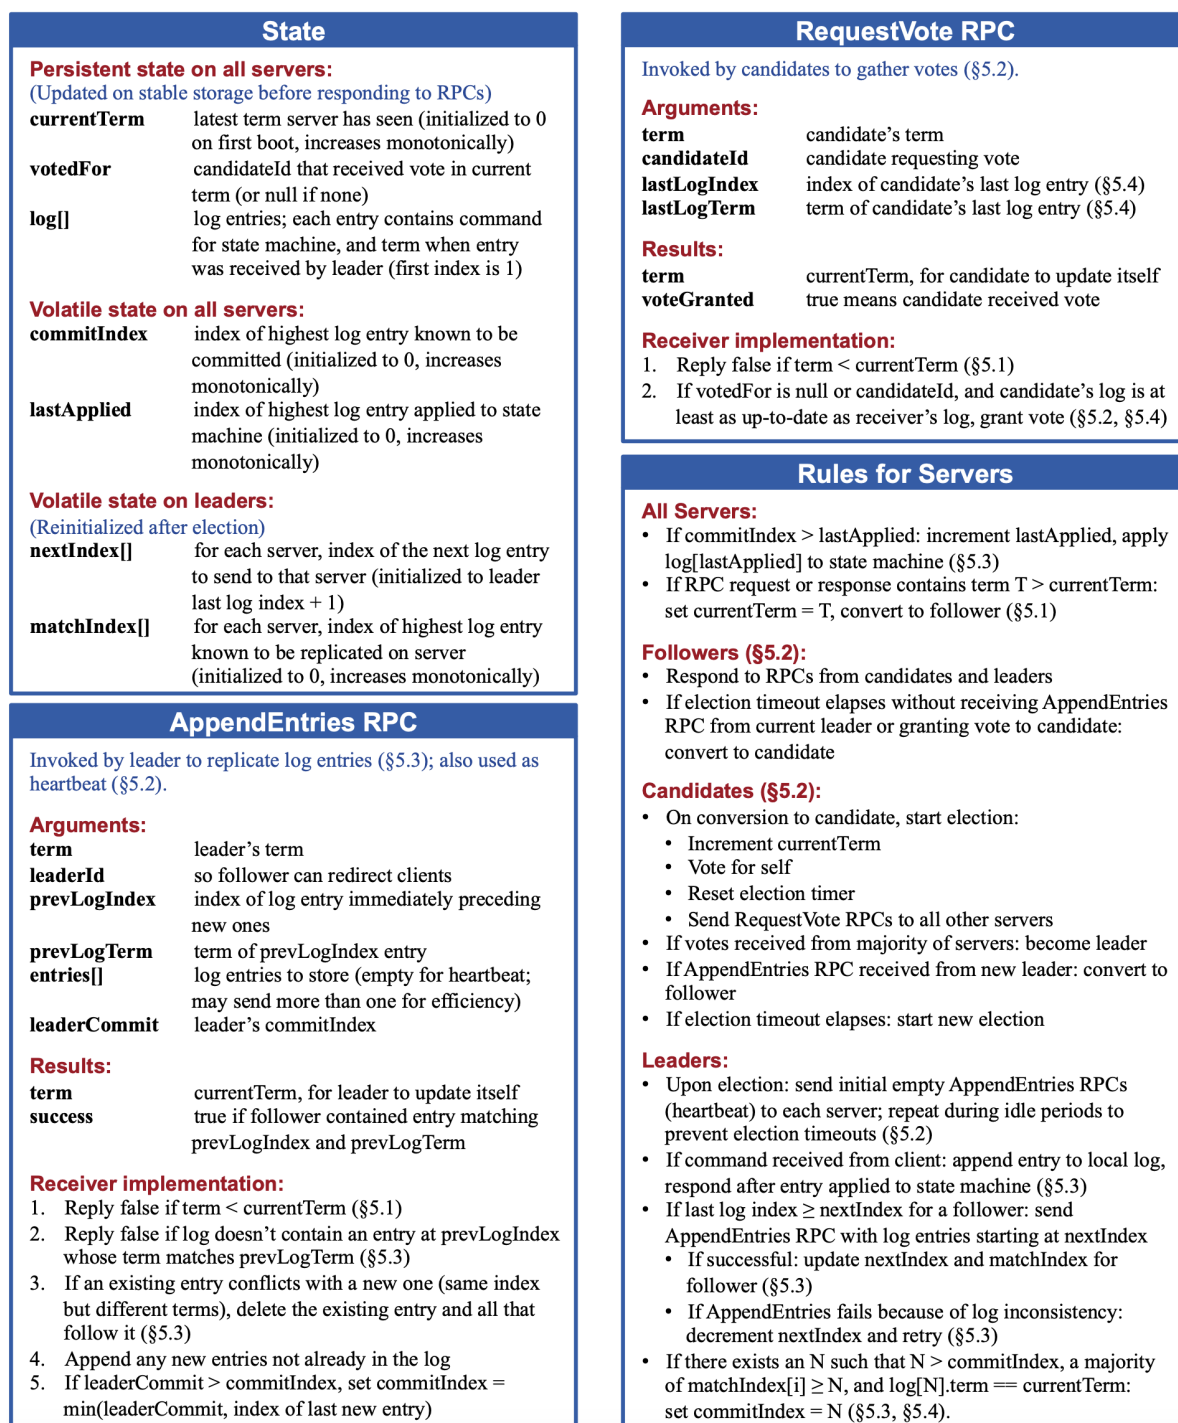 State
Persistent state on all servers:
(Updated on stable storage before responding to RPCs)
currentTerm latest term server has seen (initialized to 0
on first boot, increases monotonically)
votedFor candidateId that received vote in current
term (or null if none)
log[] log entries; each entry contains command
for state machine, and term when entry
was received by leader (first index is 1)
Volatile state on all servers:
commitIndex index of highest log entry known to be
committed (initialized to 0, increases
monotonically)
lastApplied index of highest log entry applied to state
machine (initialized to 0, increases
monotonically)
Volatile state on leaders:
(Reinitialized after election)
nextIndex[] for each server, index of the next log entry
to send to that server (initialized to leader
last log index + 1)
matchIndex[] for each server, index of highest log entry
known to be replicated on server
(initialized to 0, increases monotonically)
AppendEntries RPC
Invoked by leader to replicate log entries (§5.3); also used as
heartbeat (§5.2).
Arguments:
term leader's term
leaderId so follower can redirect clients
prevLogIndex index of log entry immediately preceding
new ones
prevLogTerm term of prevLogIndex entry
entries[] log entries to store (empty for heartbeat;
may send more than one for efficiency)
leaderCommit leader's commitIndex
Results:
term currentTerm, for leader to update itself
success true if follower contained entry matching
prevLogIndex and prevLogTerm
Receiver implementation:
1. Reply false if term < currentTerm (§5.1)
2. Reply false if log doesn't contain an entry at prevLogIndex
whose term matches prevLogTerm (§5.3)
3. If an existing entry conflicts with a new one (same index
but different terms), delete the existing entry and all that
follow it (§5.3)
4. Append any new entries not already in the log
5. If leaderCommit > commitIndex, set commitIndex =
min(leaderCommit, index of last new entry)
RequestVote RPC
Invoked by candidates to gather votes (§5.2).
Arguments:
term candidate's term
candidateId candidate requesting vote
lastLogIndex index of candidate's last log entry (§5.4)
lastLogTerm term of candidate's last log entry (§5.4)
Results:
term currentTerm, for candidate to update itself
voteGranted true means candidate received vote
Receiver implementation:
1. Reply false if term < currentTerm (§5.1)
2. If votedFor is null or candidateId, and candidate's log is at
least as up-to-date as receiver's log, grant vote (§5.2, §5.4)
Rules for Servers
All Servers:
• If commitIndex > lastApplied: increment lastApplied, apply
log[lastApplied] to state machine (§5.3)
• If RPC request or response contains term T > currentTerm:
set currentTerm = T, convert to follower (§5.1)
Followers (§5.2):
• Respond to RPCs from candidates and leaders
• If election timeout elapses without receiving AppendEntries
RPC from current leader or granting vote to candidate:
convert to candidate
Candidates (§5.2):
• On conversion to candidate, start election:
• Increment currentTerm
• Vote for self
• Reset election timer
• Send RequestVote RPCs to all other servers
• If votes received from majority of servers: become leader
• If AppendEntries RPC received from new leader: convert to
follower
• If election timeout elapses: start new election
Leaders:
• Upon election: send initial empty AppendEntries RPCs
(heartbeat) to each server; repeat during idle periods to
prevent election timeouts (§5.2)
• If command received from client: append entry to local log,
respond after entry applied to state machine (§5.3)
• If last log index ≥ nextIndex for a follower: send
AppendEntries RPC with log entries starting at nextIndex
• If successful: update nextIndex and matchIndex for
follower (§5.3)
• If AppendEntries fails because of log inconsistency:
decrement nextIndex and retry (§5.3)
• If there exists an N such that N > commitIndex, a majority
of matchIndex[i] ≥ N, and log[N].term == currentTerm:
set commitIndex = N (§5.3, §5.4).